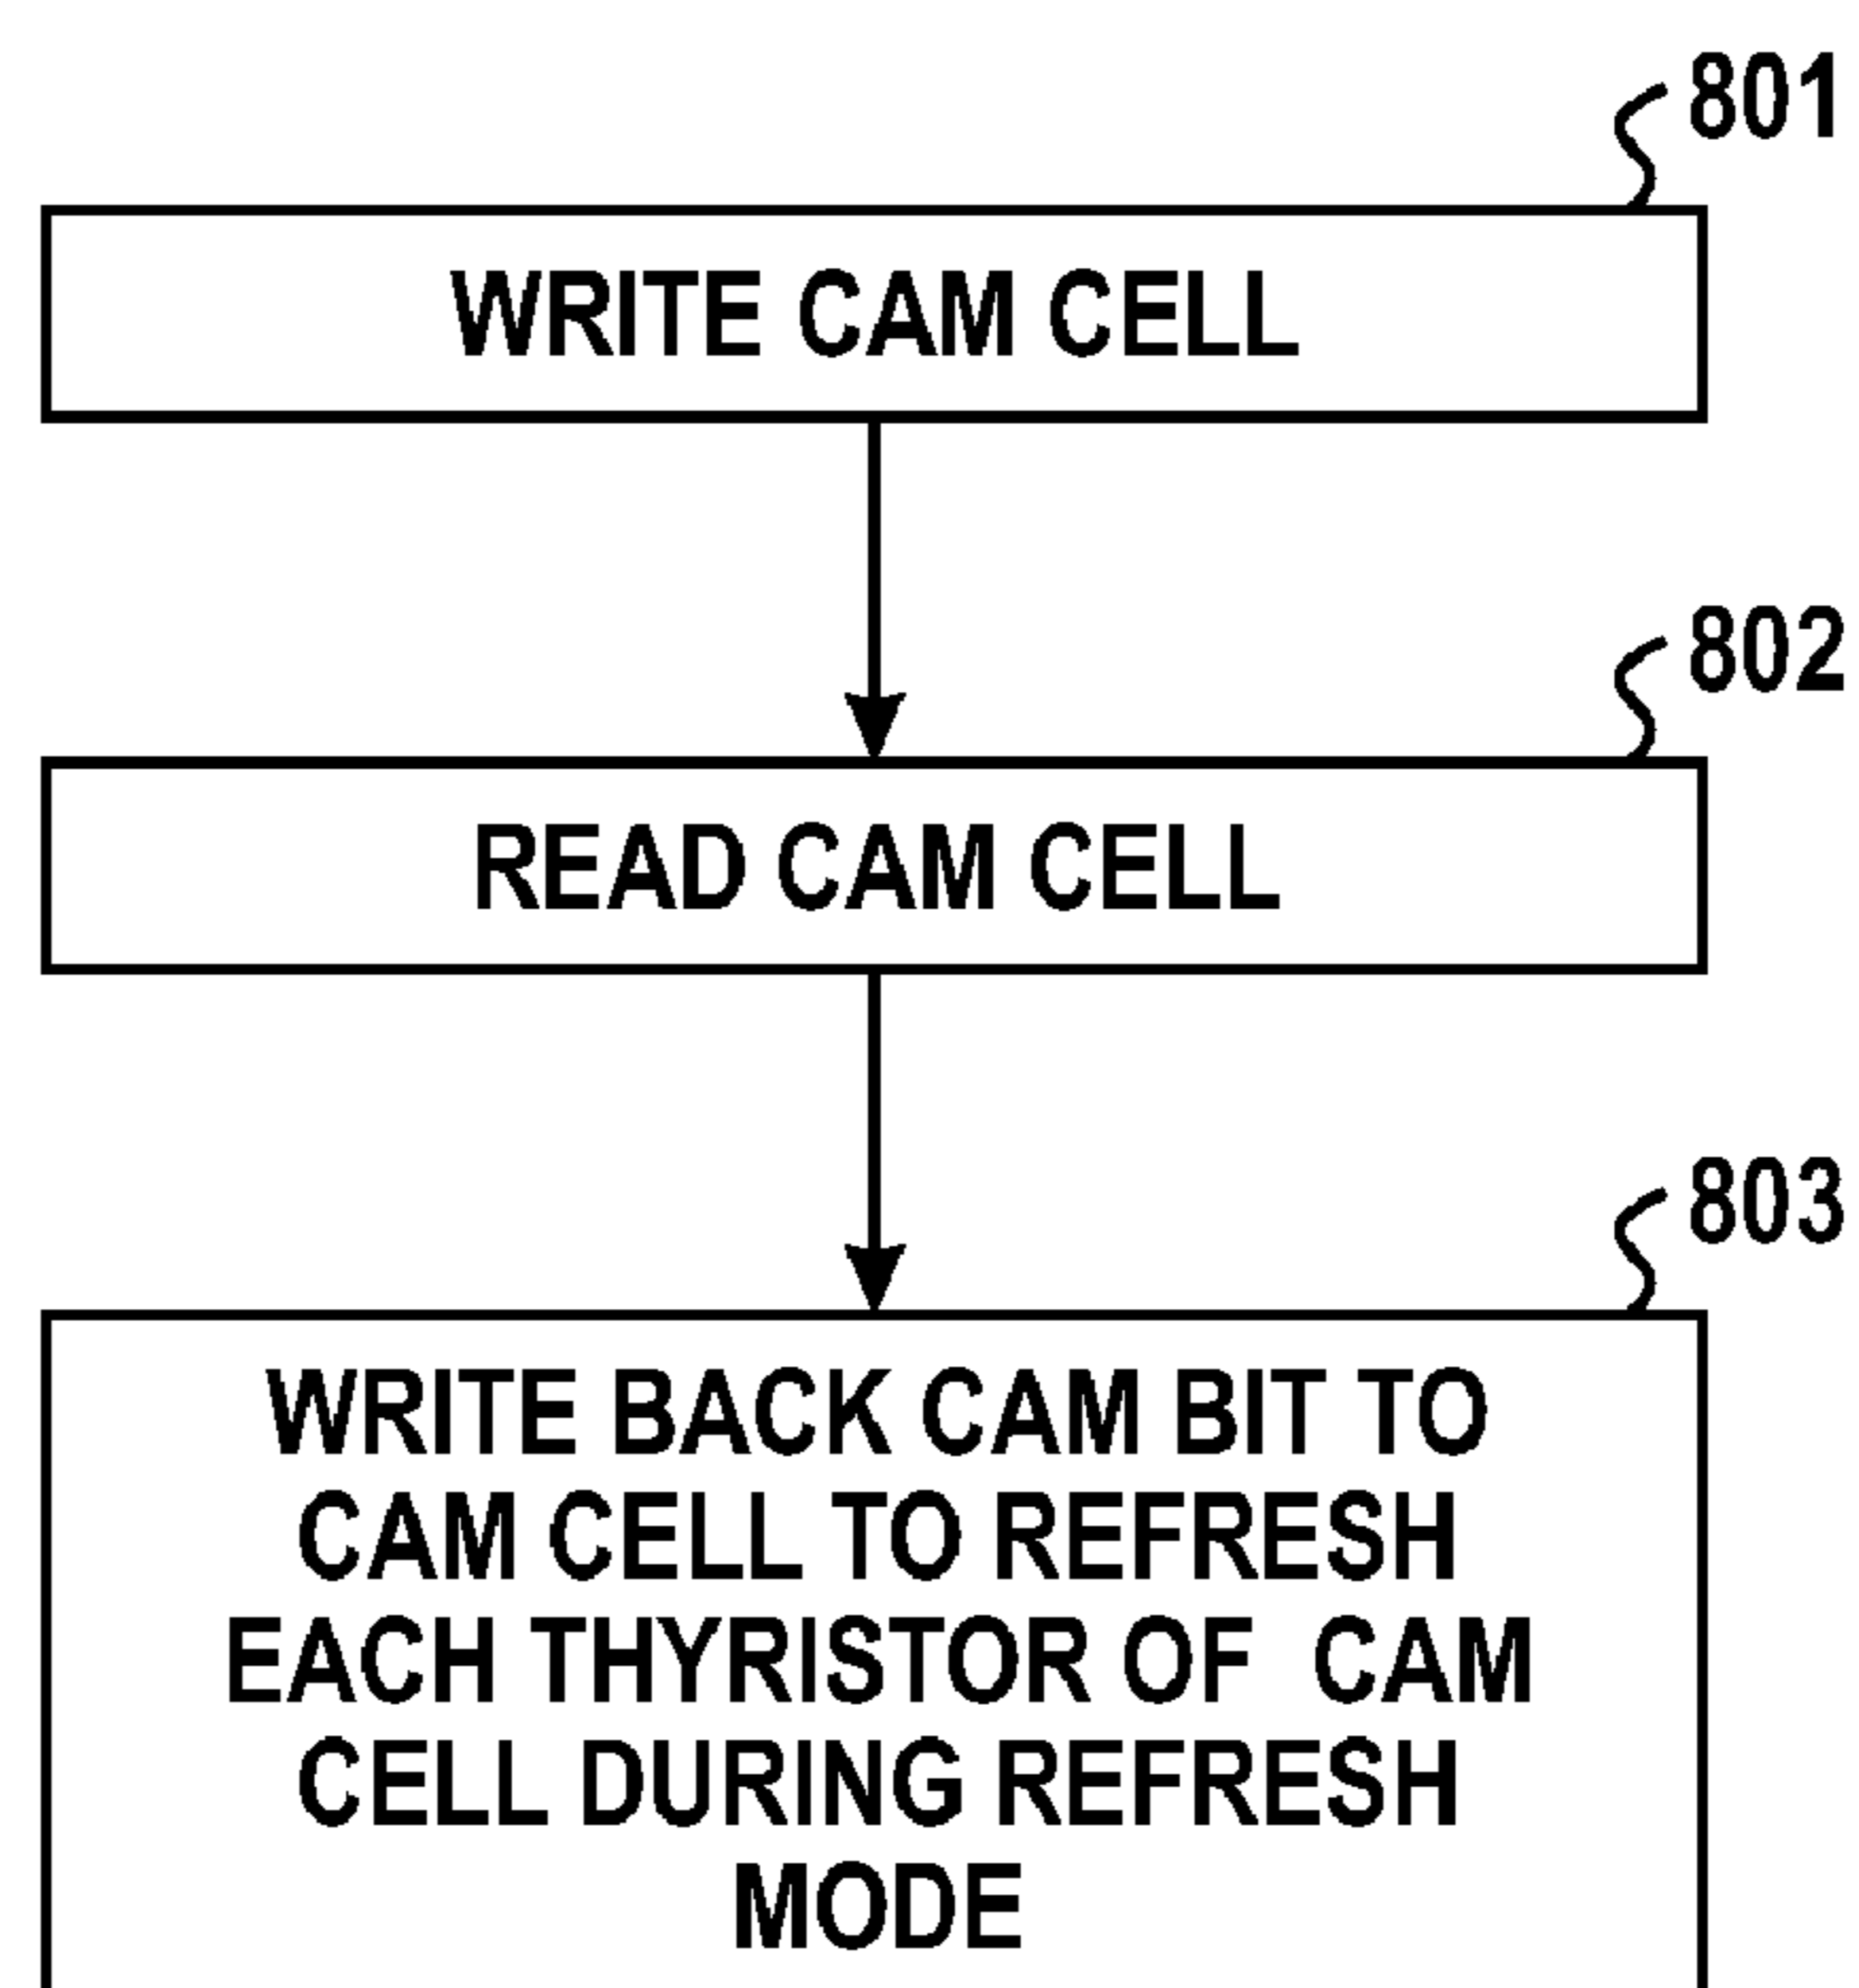 801
WRITE CAM CELL
802
READ CAM CELL
803
WRITE BACK CAM BIT TO
CAM CELL TO REFRESH
EACH THYRISTOR OF CAM
CELL DURING REFRESH
MODE